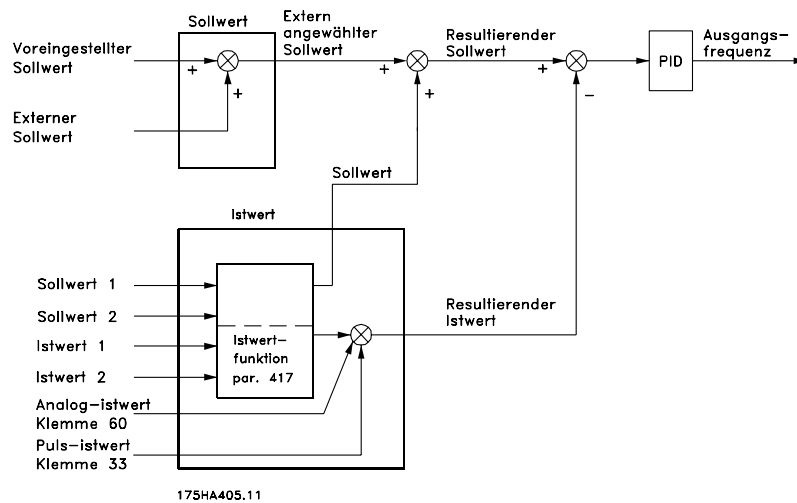 Sollwert
Voreingestellter
Sollwert
+
+
Externer
Sollwert
Extern
angewählter
Sollwert
+
+
Resultierender
Sollwert
+
−
PID
Ausgangs-
frequenz
Sollwert
Istwert
Sollwert 1
Sollwert 2
Istwert 1
Istwert 2
Istwert-
funktion
par. 417
Analog-istwert
Klemme 60
Puls-istwert
Klemme 33
Resultierender
Istwert
175HA405.11